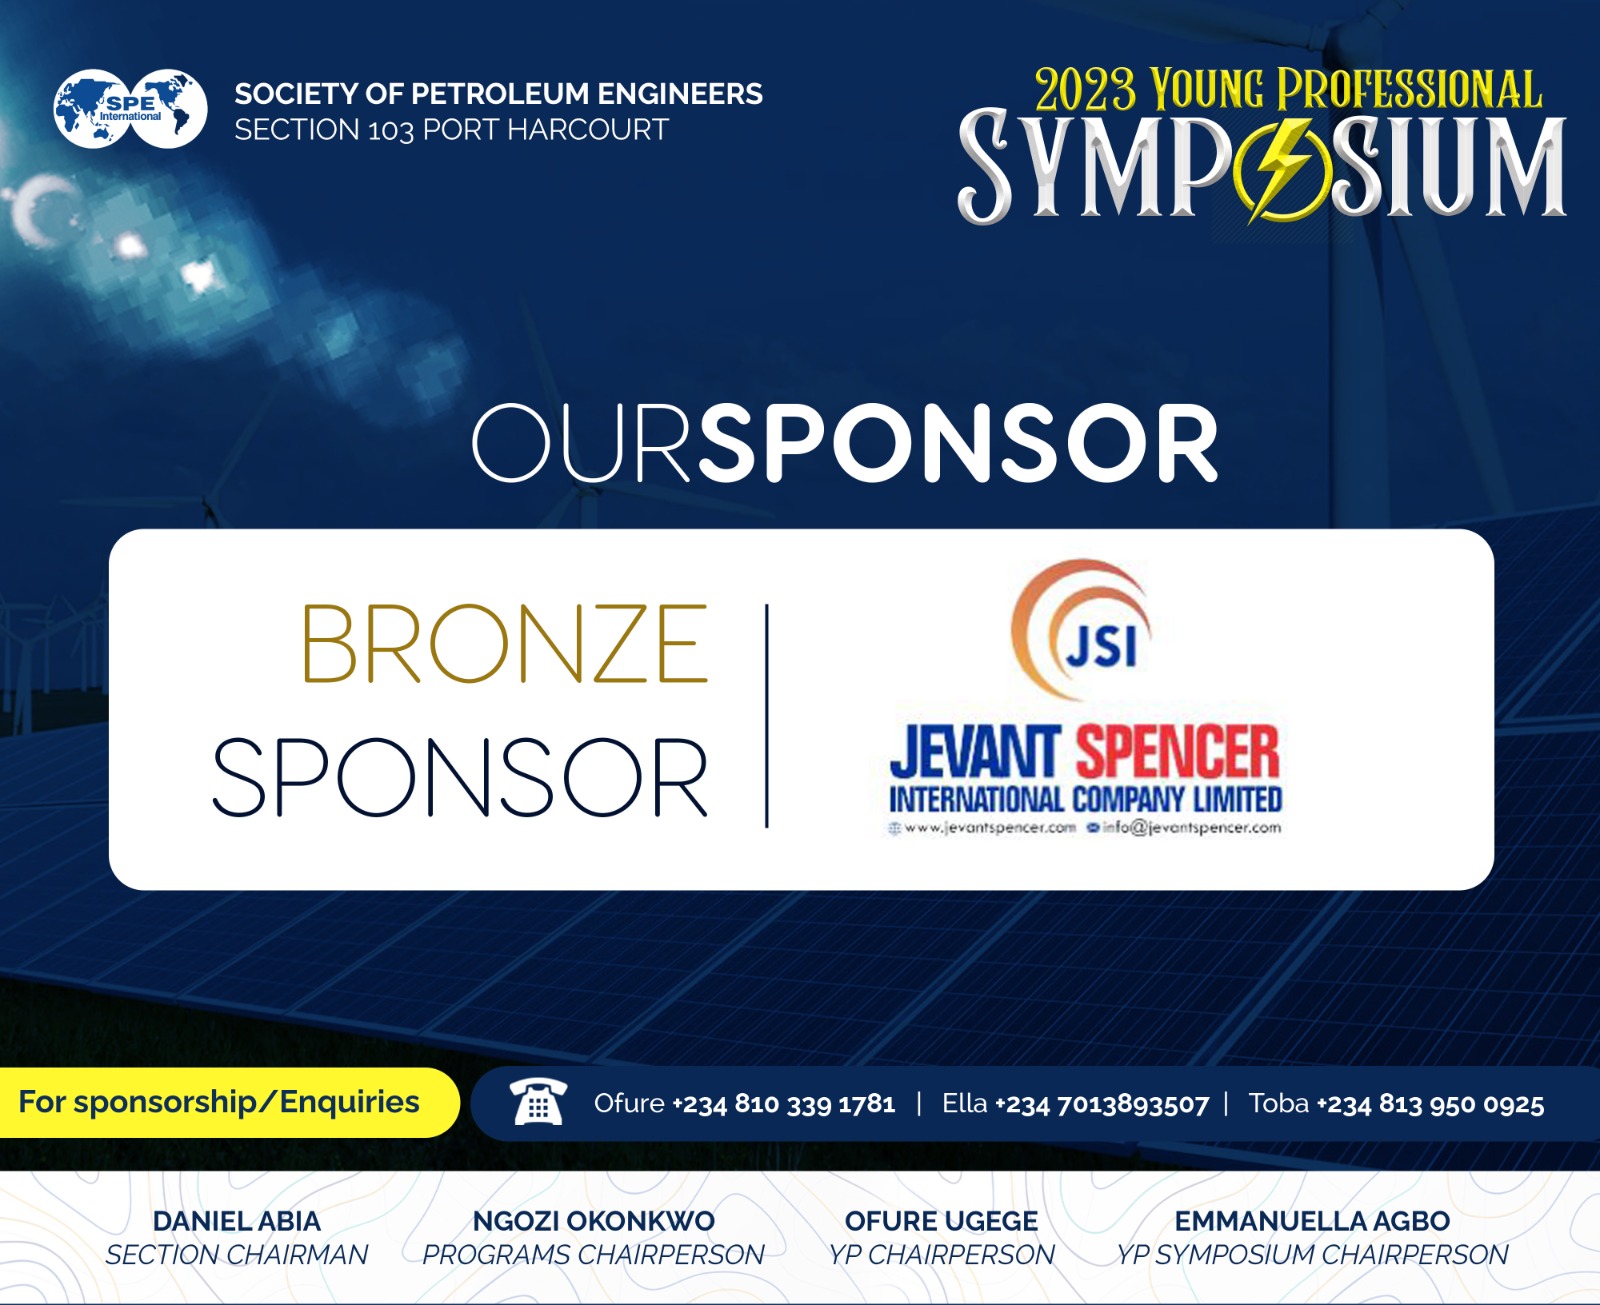 SPE
International
SOCIETY OF PETROLEUM ENGINEERS
SECTION 103 PORT HARCOURT
2023 YOUNG PROFESSIONAL
SYMPOSIUM
OURSPONSOR
BRONZE
SPONSOR
JSI
JEVANT SPENCER
INTERNATIONAL COMPANY LIMITED
www.jevantspencer.com info@jevantspencer.com
For sponsorship/Enquiries
Ofure +234 810 339 1781 | Ella +234 7013893507 | Toba +234 813 950 0925
DANIEL ABIA
SECTION CHAIRMAN
NGOZI OKONKWO
PROGRAMS CHAIRPERSON
OFURE UGEGE
YP CHAIRPERSON
EMMANUELLA AGBO
YP SYMPOSIUM CHAIRPERSON